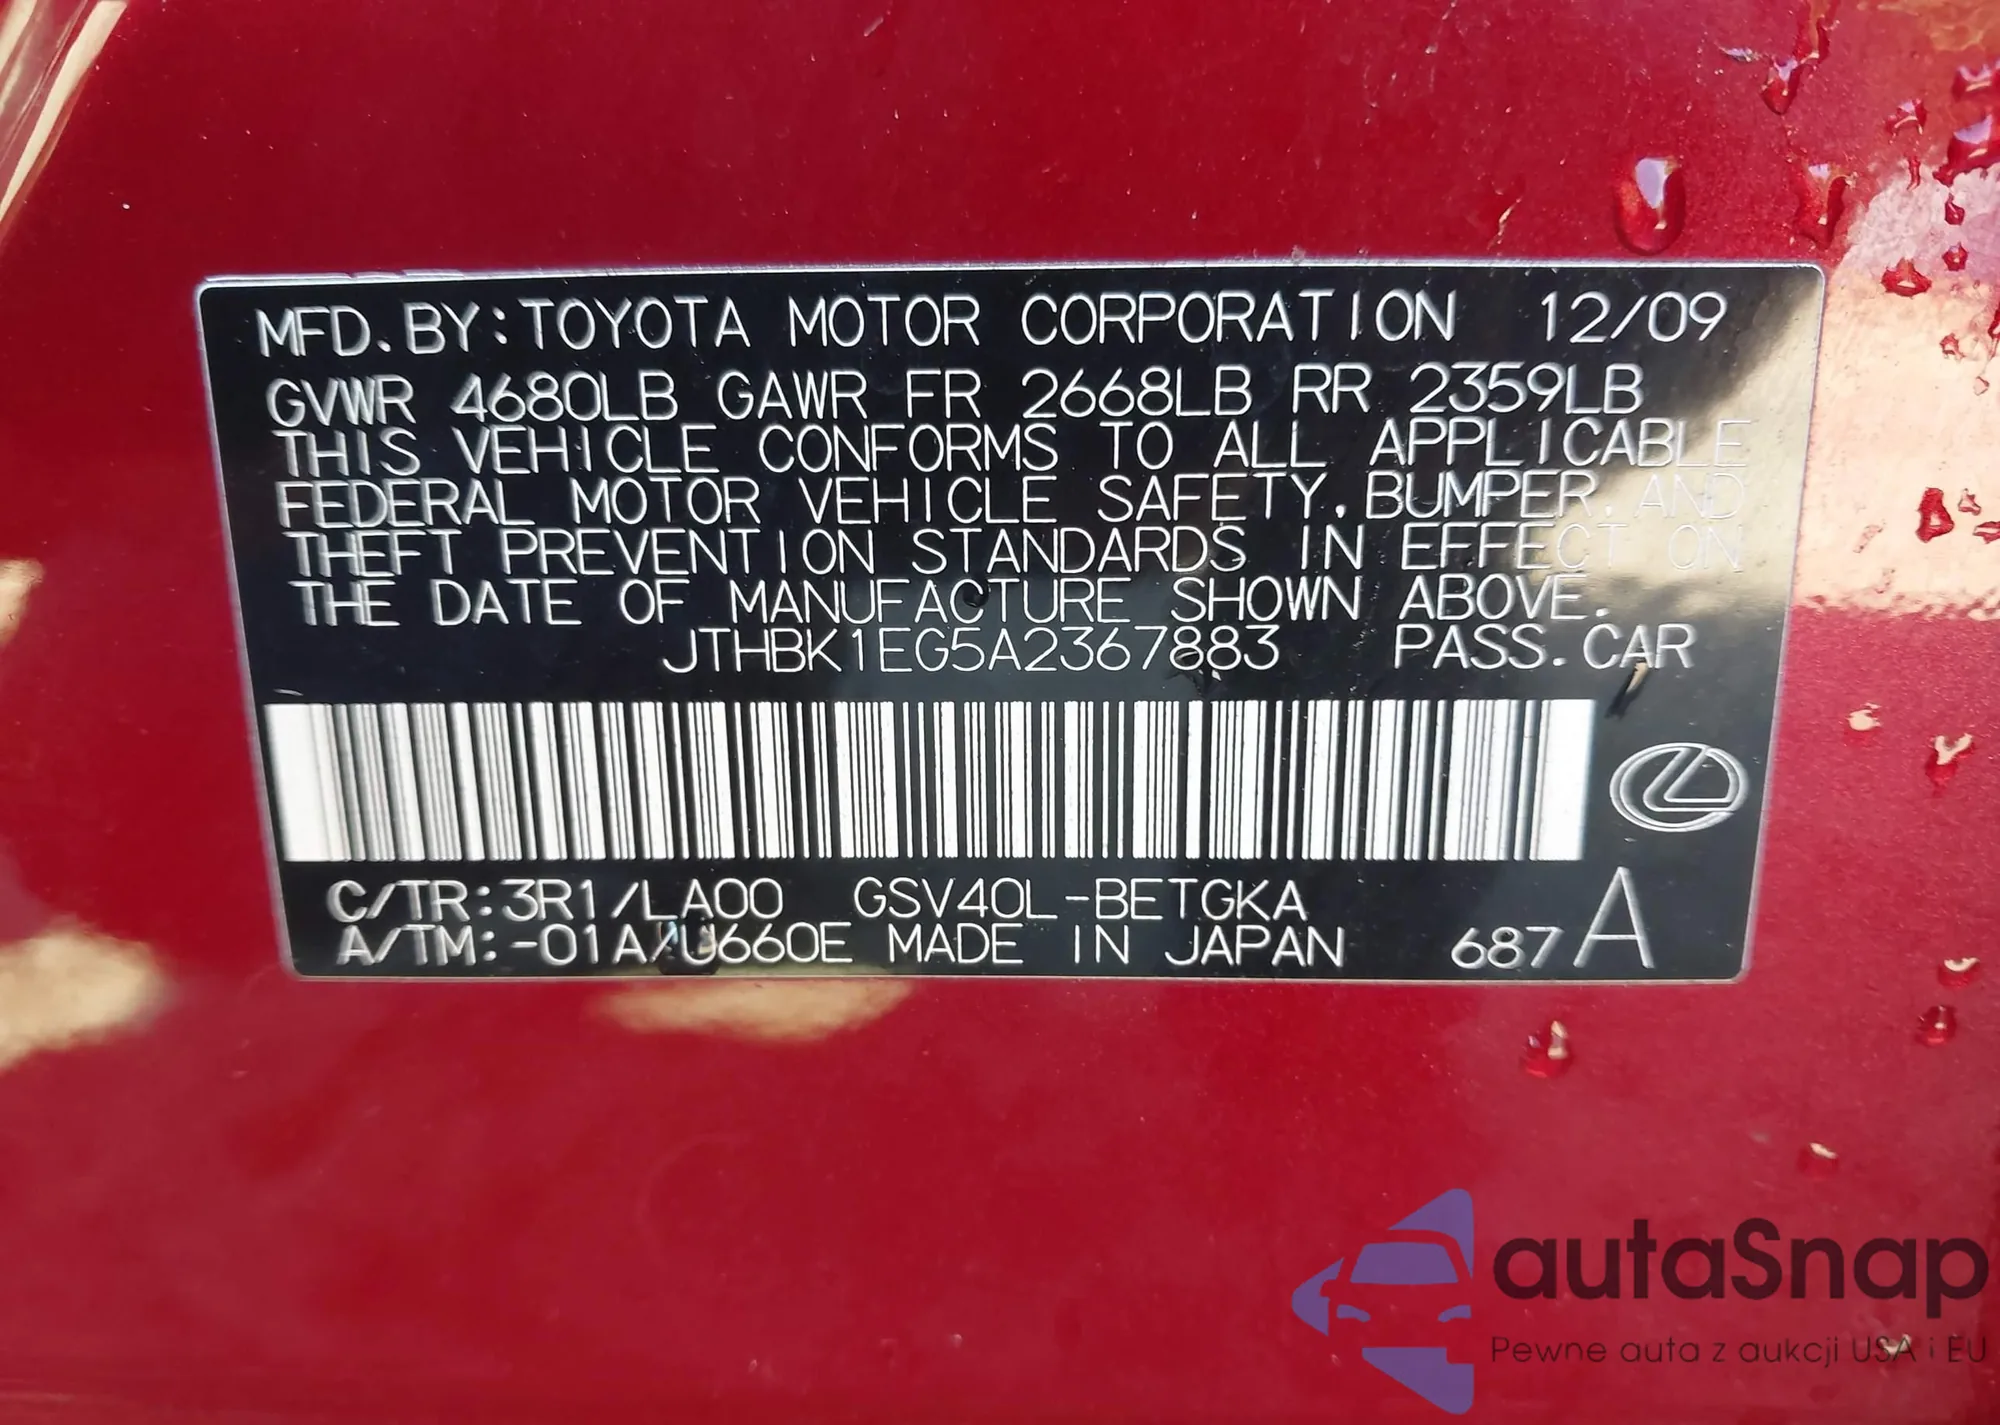 MFD. BY: TOYOTA MOTOR CORPORATION 12/09
GVWR 4680LB GAWR FR 2668LB RR 2359LB
THIS VEHICLE CONFORMS TO ALL APPLICABLE
FEDERAL MOTOR VEHICLE SAFETY, BUMPER, AND
THEFT PREVENTION STANDARDS IN EFFECT ON
THE DATE OF MANUFACTURE SHOWN ABOVE.
JTHBK1EG5A2367883 PASS. CAR
C/TR: 3R1/LA00 GSV40L-BETGKA
A/TM: -01A/U660E MADE IN JAPAN 687 A
autaSnap
Pewne auta z aukcji USA i EU